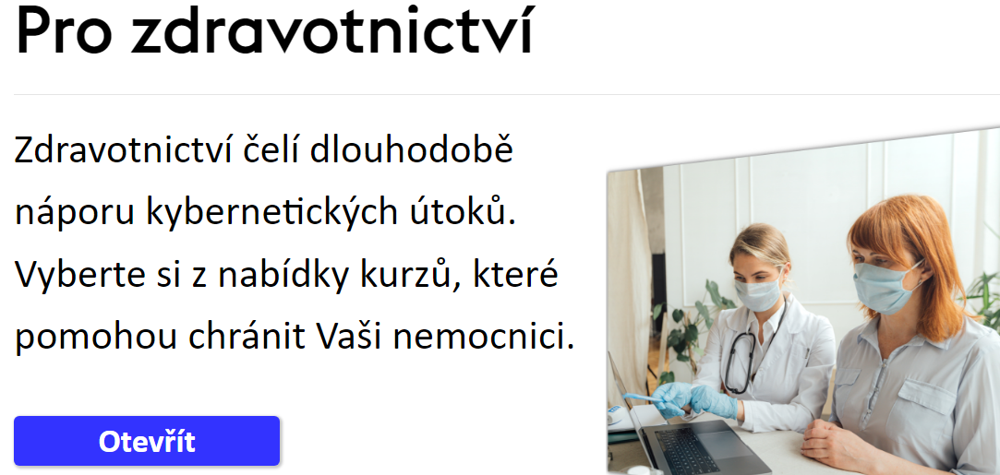 Pro zdravotnictví
Zdravotnictví čelí dlouhodobě
náporu kybernetických útoků.
Vyberte si z nabídky kurzů, které
pomohou chránit Vaši nemocnici.
Otevřít